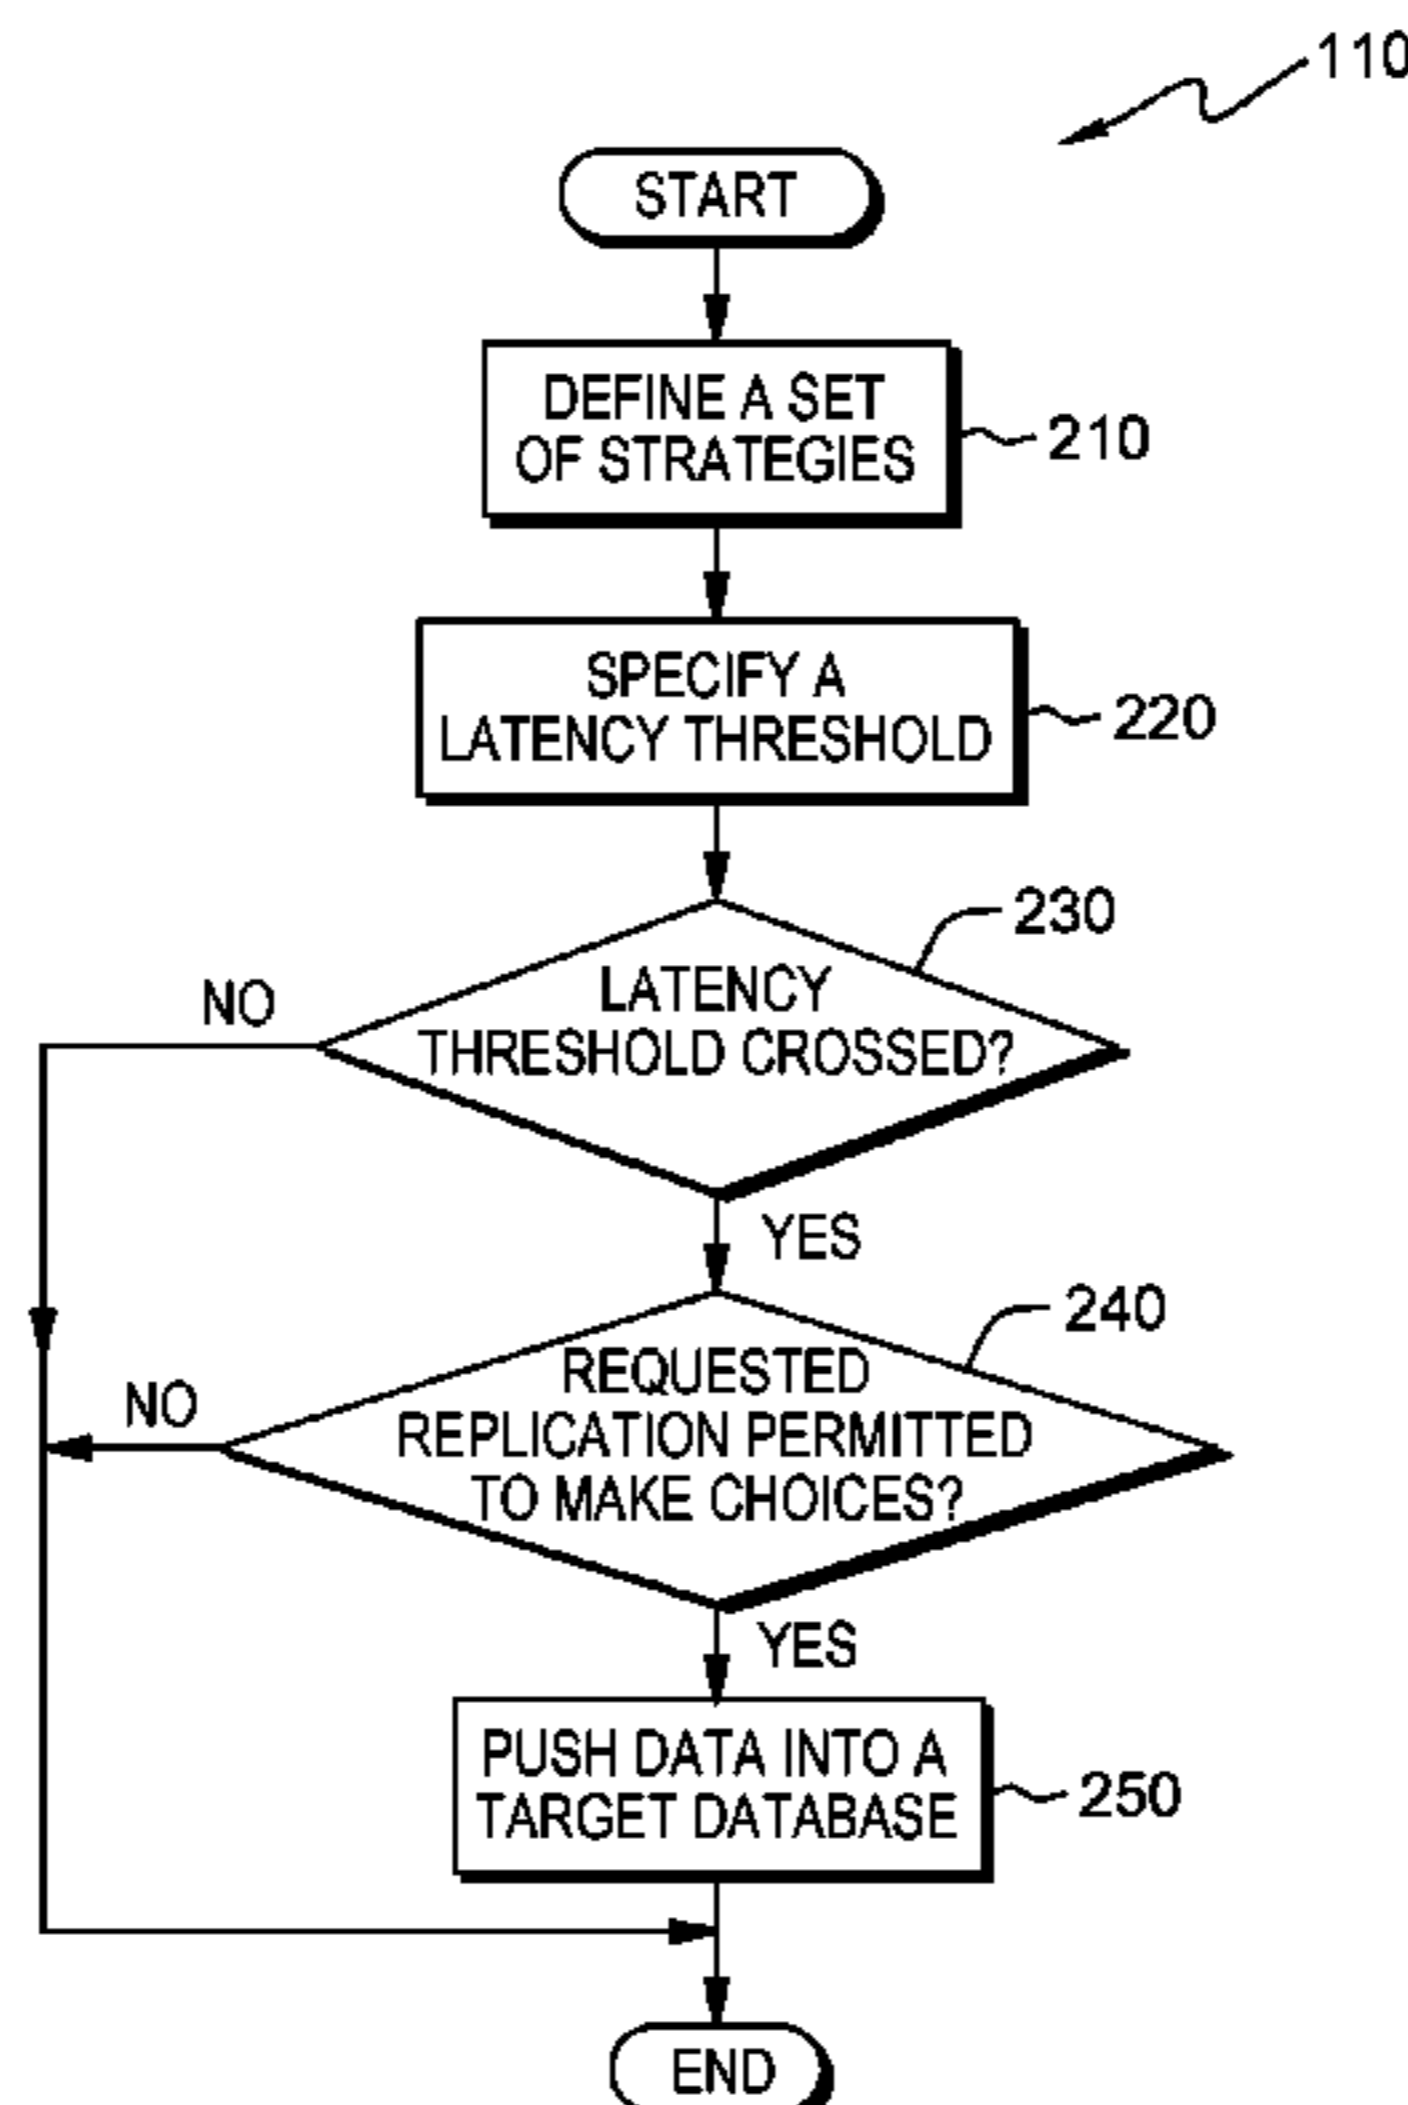 110
START
DEFINE A SET
OF STRATEGIES
210
SPECIFY A
LATENCY THRESHOLD
220
230
LATENCY
THRESHOLD CROSSED?
NO
YES
240
REQUESTED
REPLICATION PERMITTED
TO MAKE CHOICES?
NO
YES
PUSH DATA INTO A
TARGET DATABASE
250
END